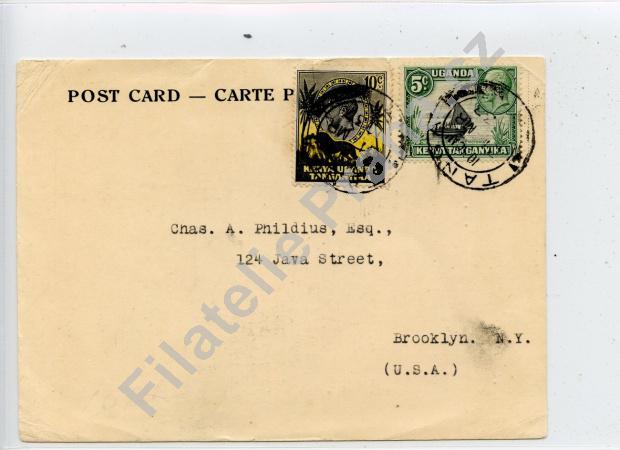 POST CARD — CARTE P
10c
KENYA UGANDA
TANGANYIKA
5c
UGANDA
KENYA TANGANYIKA
TAN
Chas. A. Phildius, Esq.,
124 Java Street,
Brooklyn. N.Y.
(U.S.A.)
Filatelie